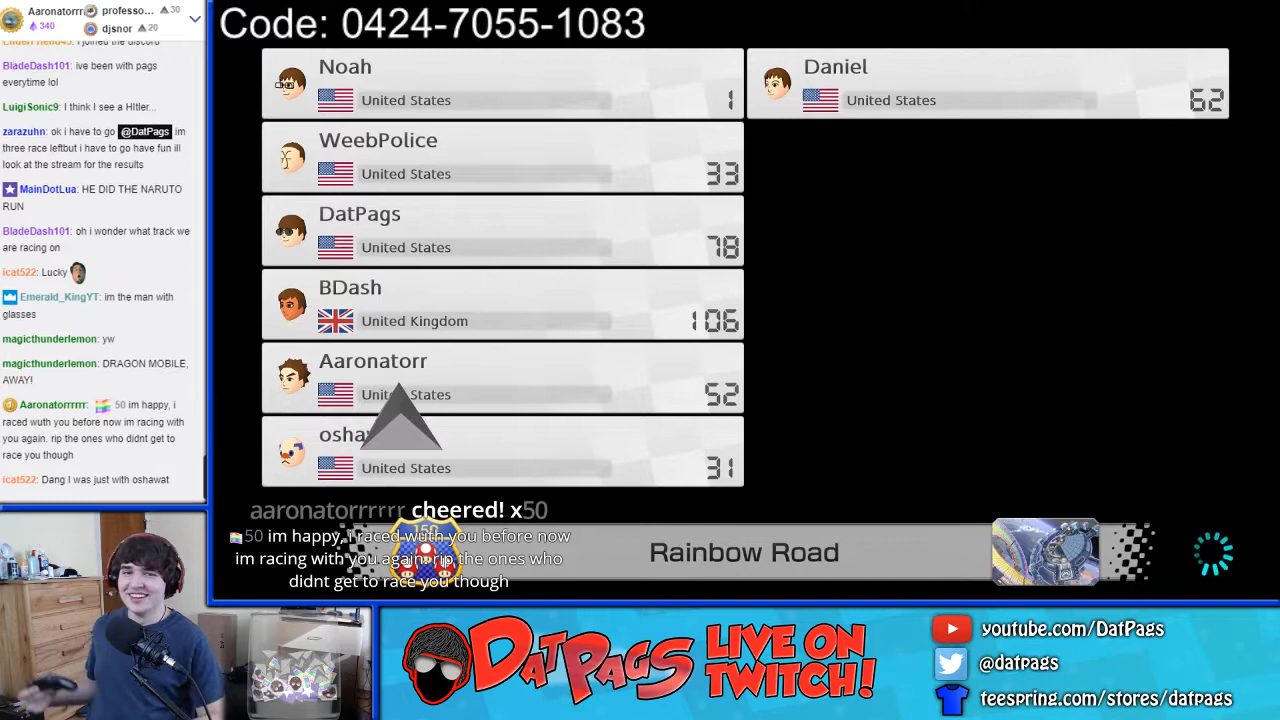 Aaronatorrr
340
professo... 30
djsnor 20
EnderFriend45: I joined the discord
BladeDash101: ive been with pags
everytime lol
LuigiSonic9: I think I see a HItler...
zarazuhn: ok i have to go @DatPags im
three race leftbut i have to go have fun ill
look at the stream for the results
MainDotLua: HE DID THE NARUTO
RUN
BladeDash101: oh i wonder what track we
are racing on
icat522: Lucky
Emerald_KingYT: im the man with
glasses
magicthunderlemon: yw
magicthunderlemon: DRAGON MOBILE,
AWAY!
Aaronatorrrrrr: 50 im happy, i
raced wuth you before now im racing with
you again. rip the ones who didnt get to
race you though
icat522: Dang I was just with oshawat
Code: 0424-7055-1083
Noah
United States
1
Daniel
United States
62
WeebPolice
United States
33
DatPags
United States
78
BDash
United Kingdom
106
Aaronatorr
United States
52
osha
United States
31
aaronatorrrrrr cheered! x50
50 im happy, i raced wuth you before now
im racing with you again. rip the ones who
didnt get to race you though
150
Rainbow Road
DATPAGS
LIVE ON
TWITCH!
youtube.com/DatPags
@datpags
teespring.com/stores/datpags